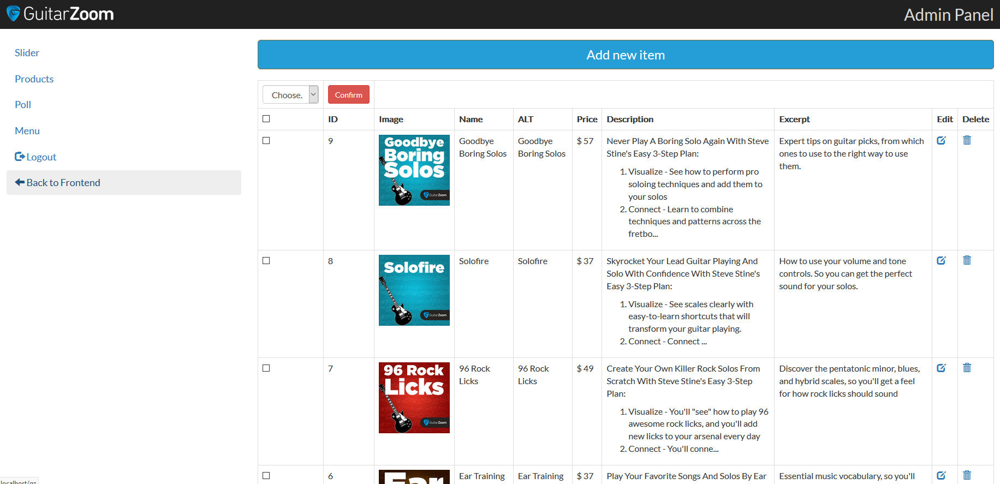 GuitarZoom
Admin Panel
Slider
Products
Poll
Menu
Logout
Back to Frontend
Add new item
Choose.
Confirm
ID Image Name ALT Price Description Excerpt Edit Delete
9
Goodbye
Boring
Solos
GuitarZoom
Goodbye
Boring Solos
Goodbye
Boring Solos
$ 57
Never Play A Boring Solo Again With Steve
Stine's Easy 3-Step Plan:
1. Visualize - See how to perform pro
soloing techniques and add them to
your solos
2. Connect - Learn to combine
techniques and patterns across the
fretbo...
Expert tips on guitar picks, from which
ones to use to the right way to use
them.
8
Solofire
GuitarZoom
Solofire
Solofire
$ 37
Skyrocket Your Lead Guitar Playing And
Solo With Confidence With Steve Stine's
Easy 3-Step Plan:
1. Visualize - See scales clearly with
easy-to-learn shortcuts that will
transform your guitar playing.
2. Connect - Connect ...
How to use your volume and tone
controls. So you can get the perfect
sound for your solos.
7
96 Rock
Licks
GuitarZoom
96 Rock
Licks
96 Rock
Licks
$ 49
Create Your Own Killer Rock Solos From
Scratch With Steve Stine's Easy 3-Step
Plan:
1. Visualize - You'll "see" how to play 96
awesome rock licks, and you'll add
new licks to your arsenal every day
2. Connect - You'll conne...
Discover the pentatonic minor, blues,
and hybrid scales, so you'll get a feel
for how rock licks should sound
6
Ear
Ear Training
Ear Training
$ 37
Play Your Favorite Songs And Solos By Ear
Essential music vocabulary, so you'll
localhost/gz